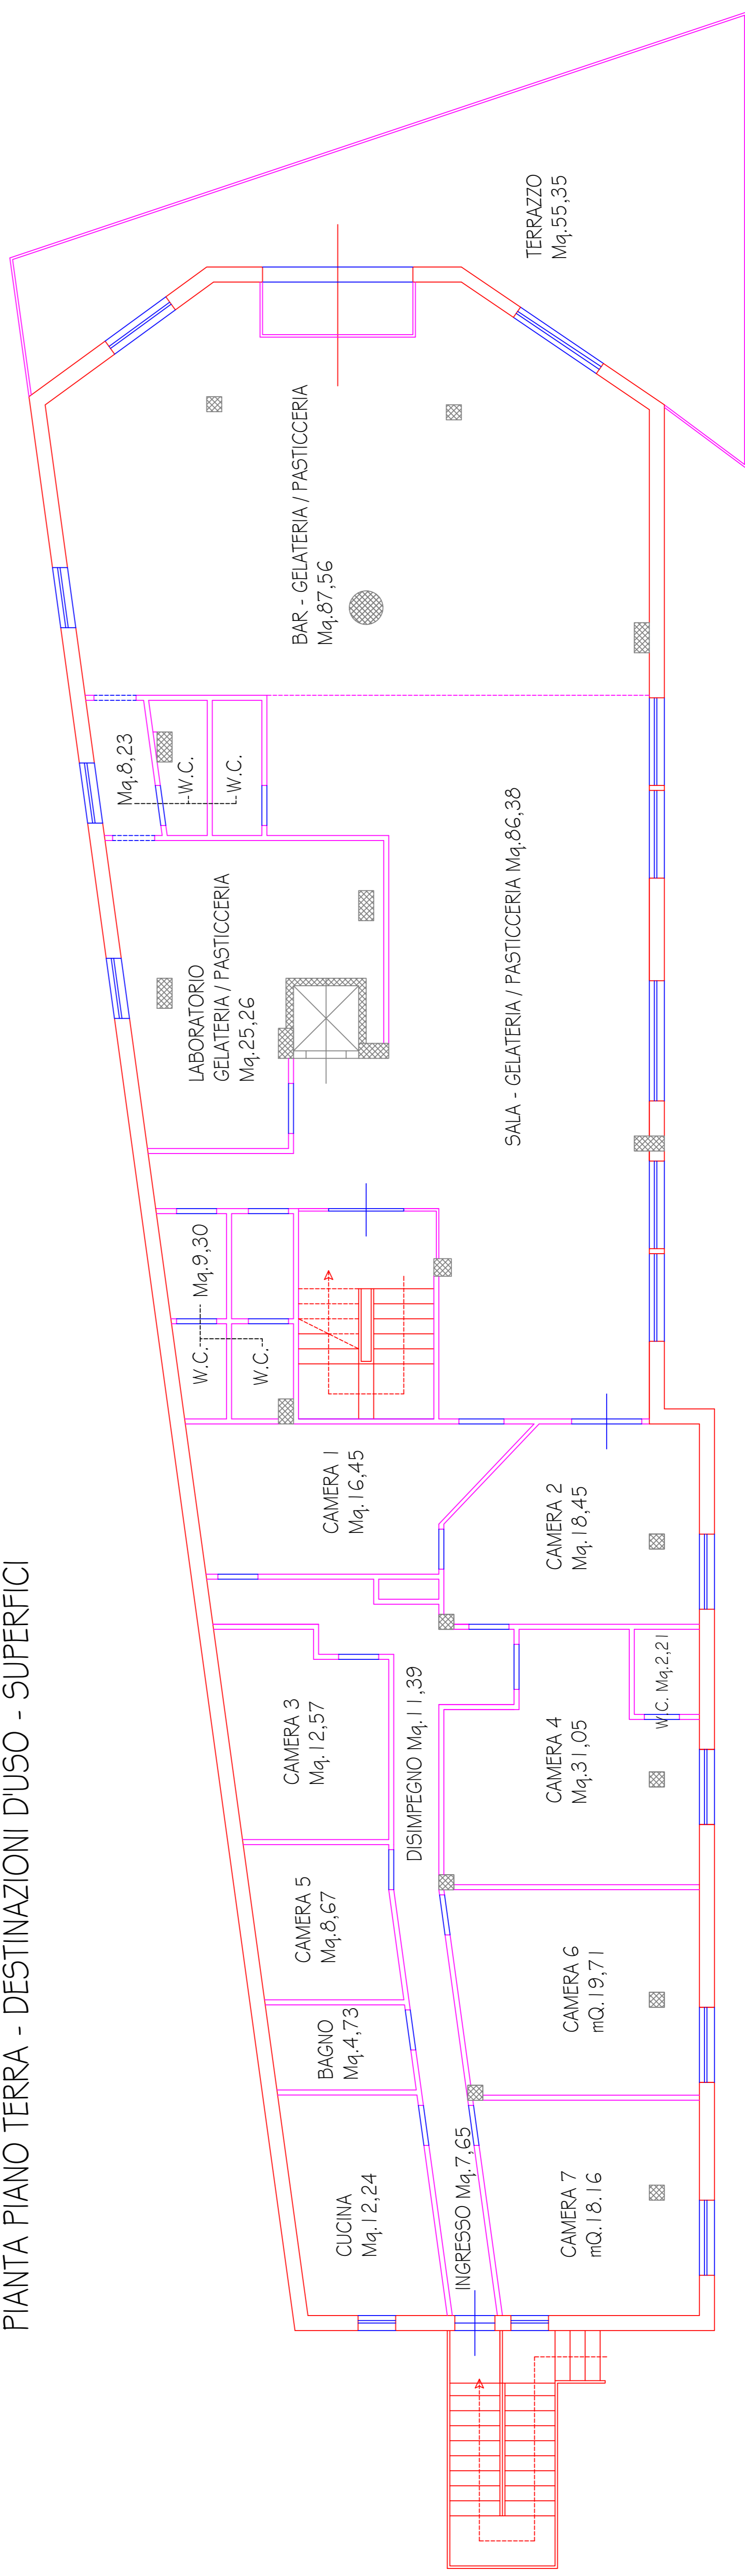 PIANTA PIANO TERRA - DESTINAZIONI D'USO - SUPERFICI
TERRAZZO
Mq.55,35
BAR - GELATERIA / PASTICCERIA
Mq.87,56
Mq.8,23
W.C.
W.C.
LABORATORIO
GELATERIA / PASTICCERIA
Mq.25,26
SALA - GELATERIA / PASTICCERIA Mq.86,38
Mq.9,30
W.C.
W.C.
CAMERA 1
Mq.16,45
CAMERA 2
Mq.18,45
CAMERA 3
Mq.12,57
DISIMPEGNO Mq.11,39
W.C. Mq.2,21
CAMERA 4
Mq.31,05
CAMERA 5
Mq.8,67
CAMERA 6
mQ.19,71
BAGNO
Mq.4,73
CUCINA
Mq.12,24
INGRESSO Mq.7,65
CAMERA 7
mQ.18.16